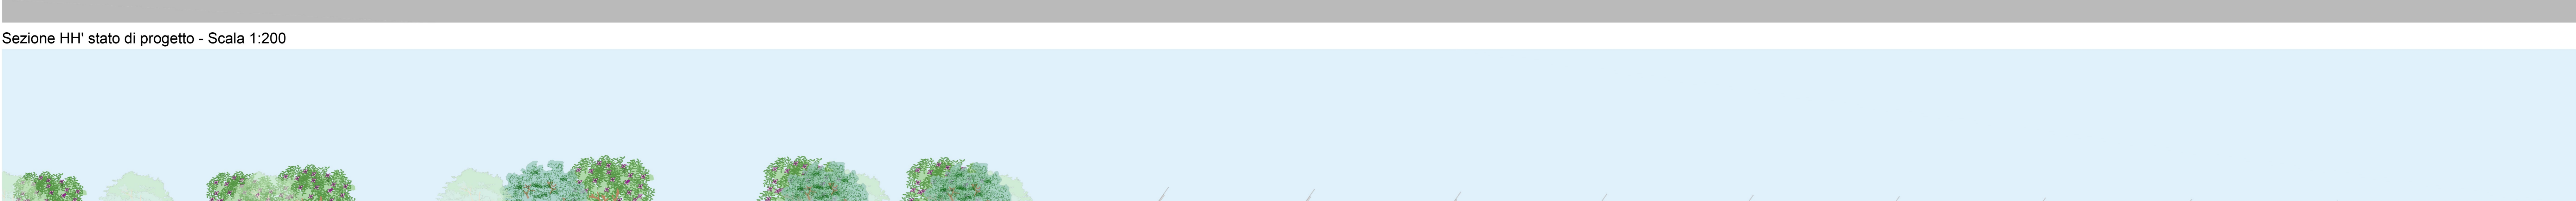 Sezione HH' stato di progetto - Scala 1:200